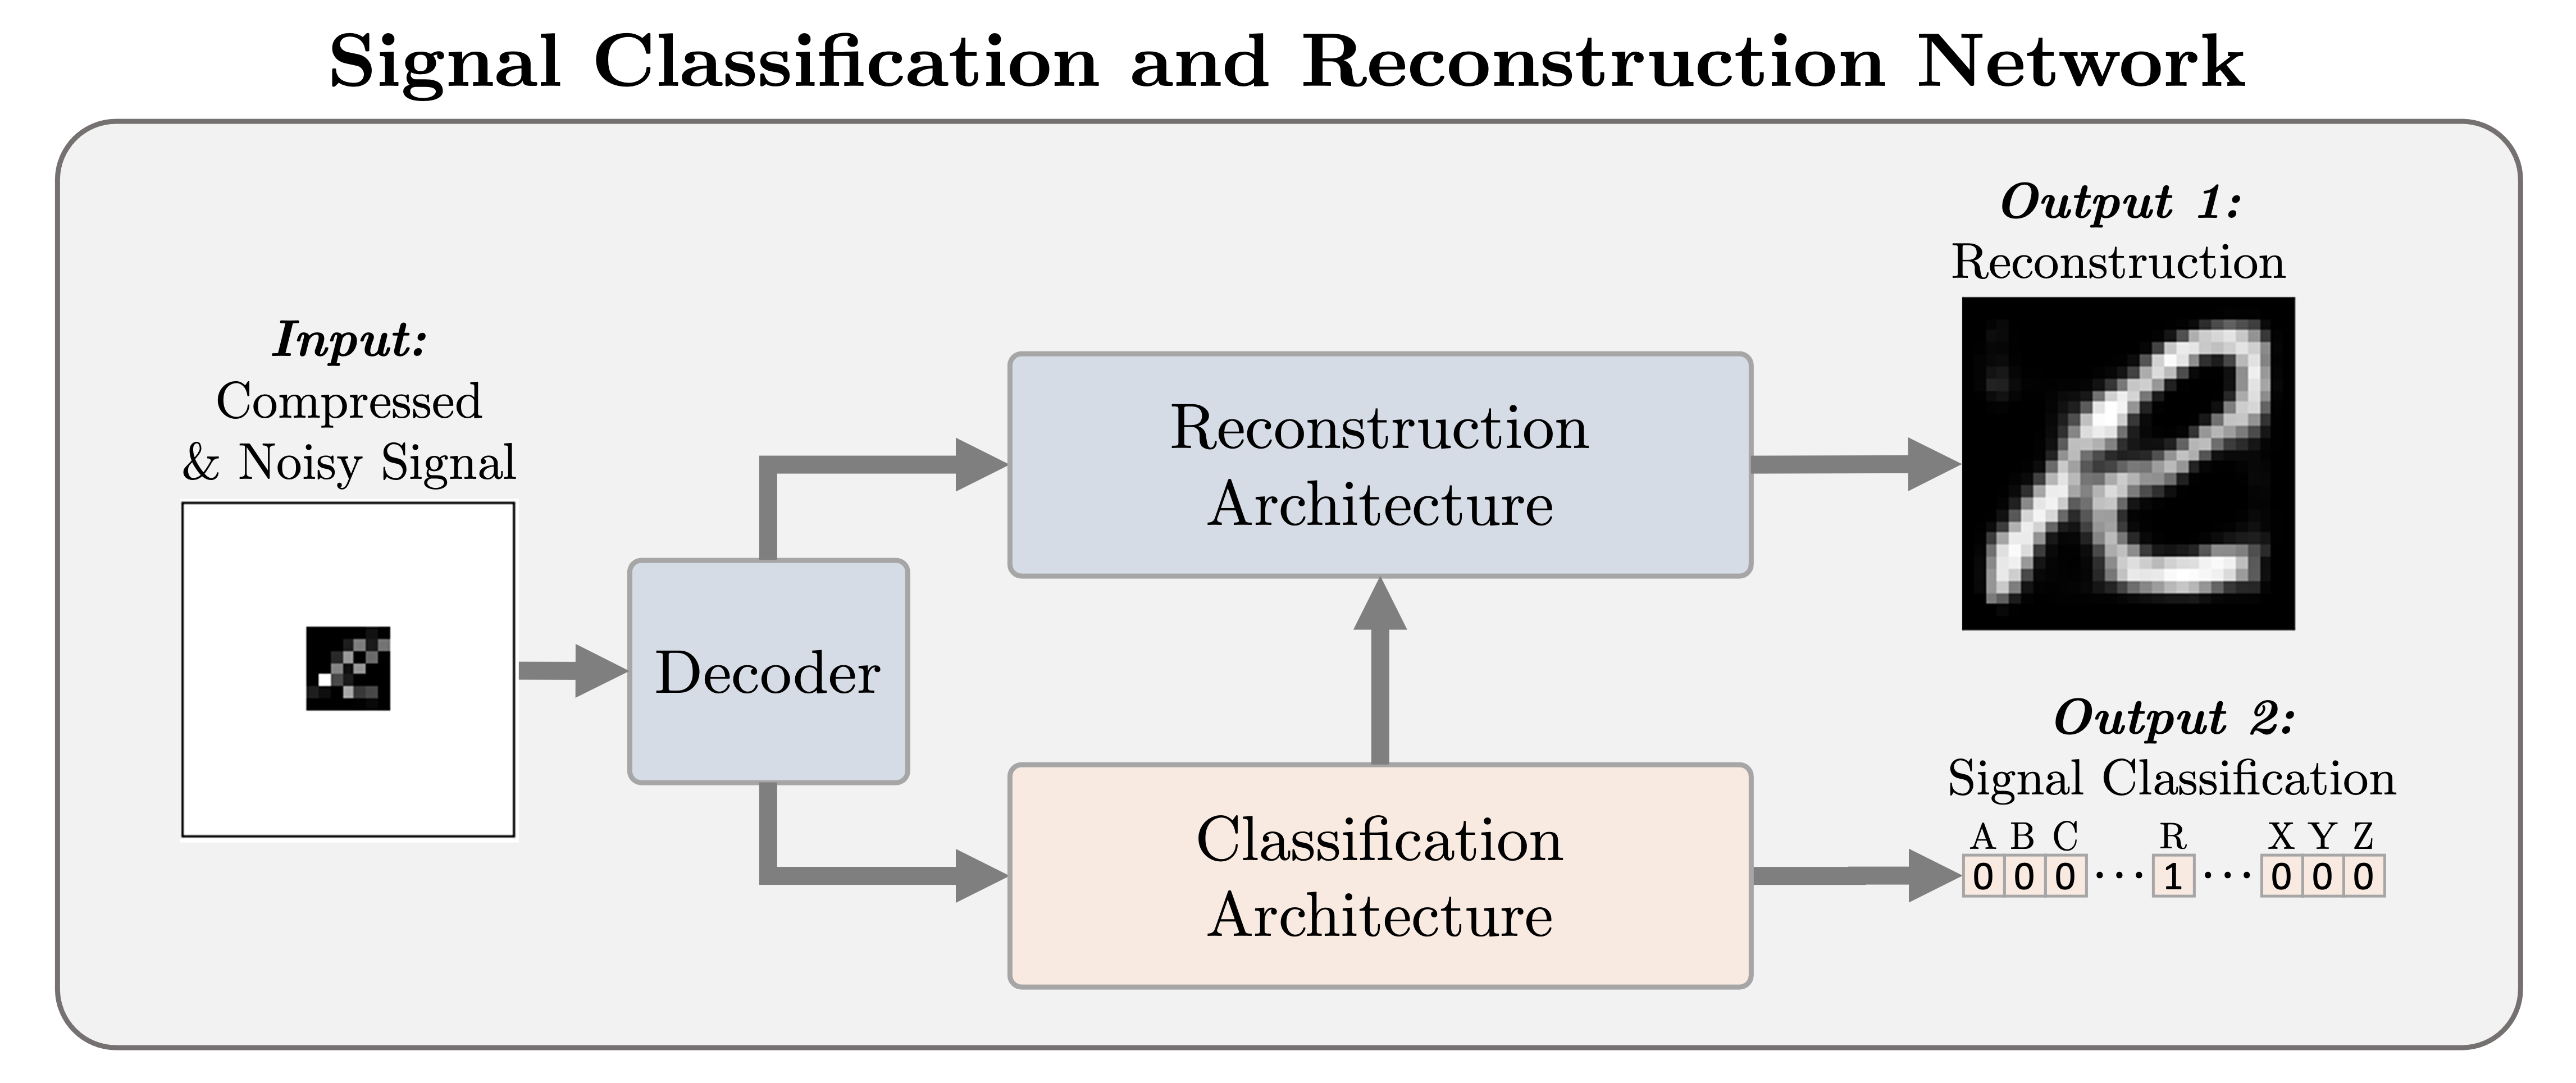 Signal Classification and Reconstruction Network
Input:
Compressed
& Noisy Signal
Decoder
Reconstruction
Architecture
Classification
Architecture
Output 1:
Reconstruction
R
Output 2:
Signal Classification
A B C R X Y Z
0 0 0 ··· 1 ··· 0 0 0